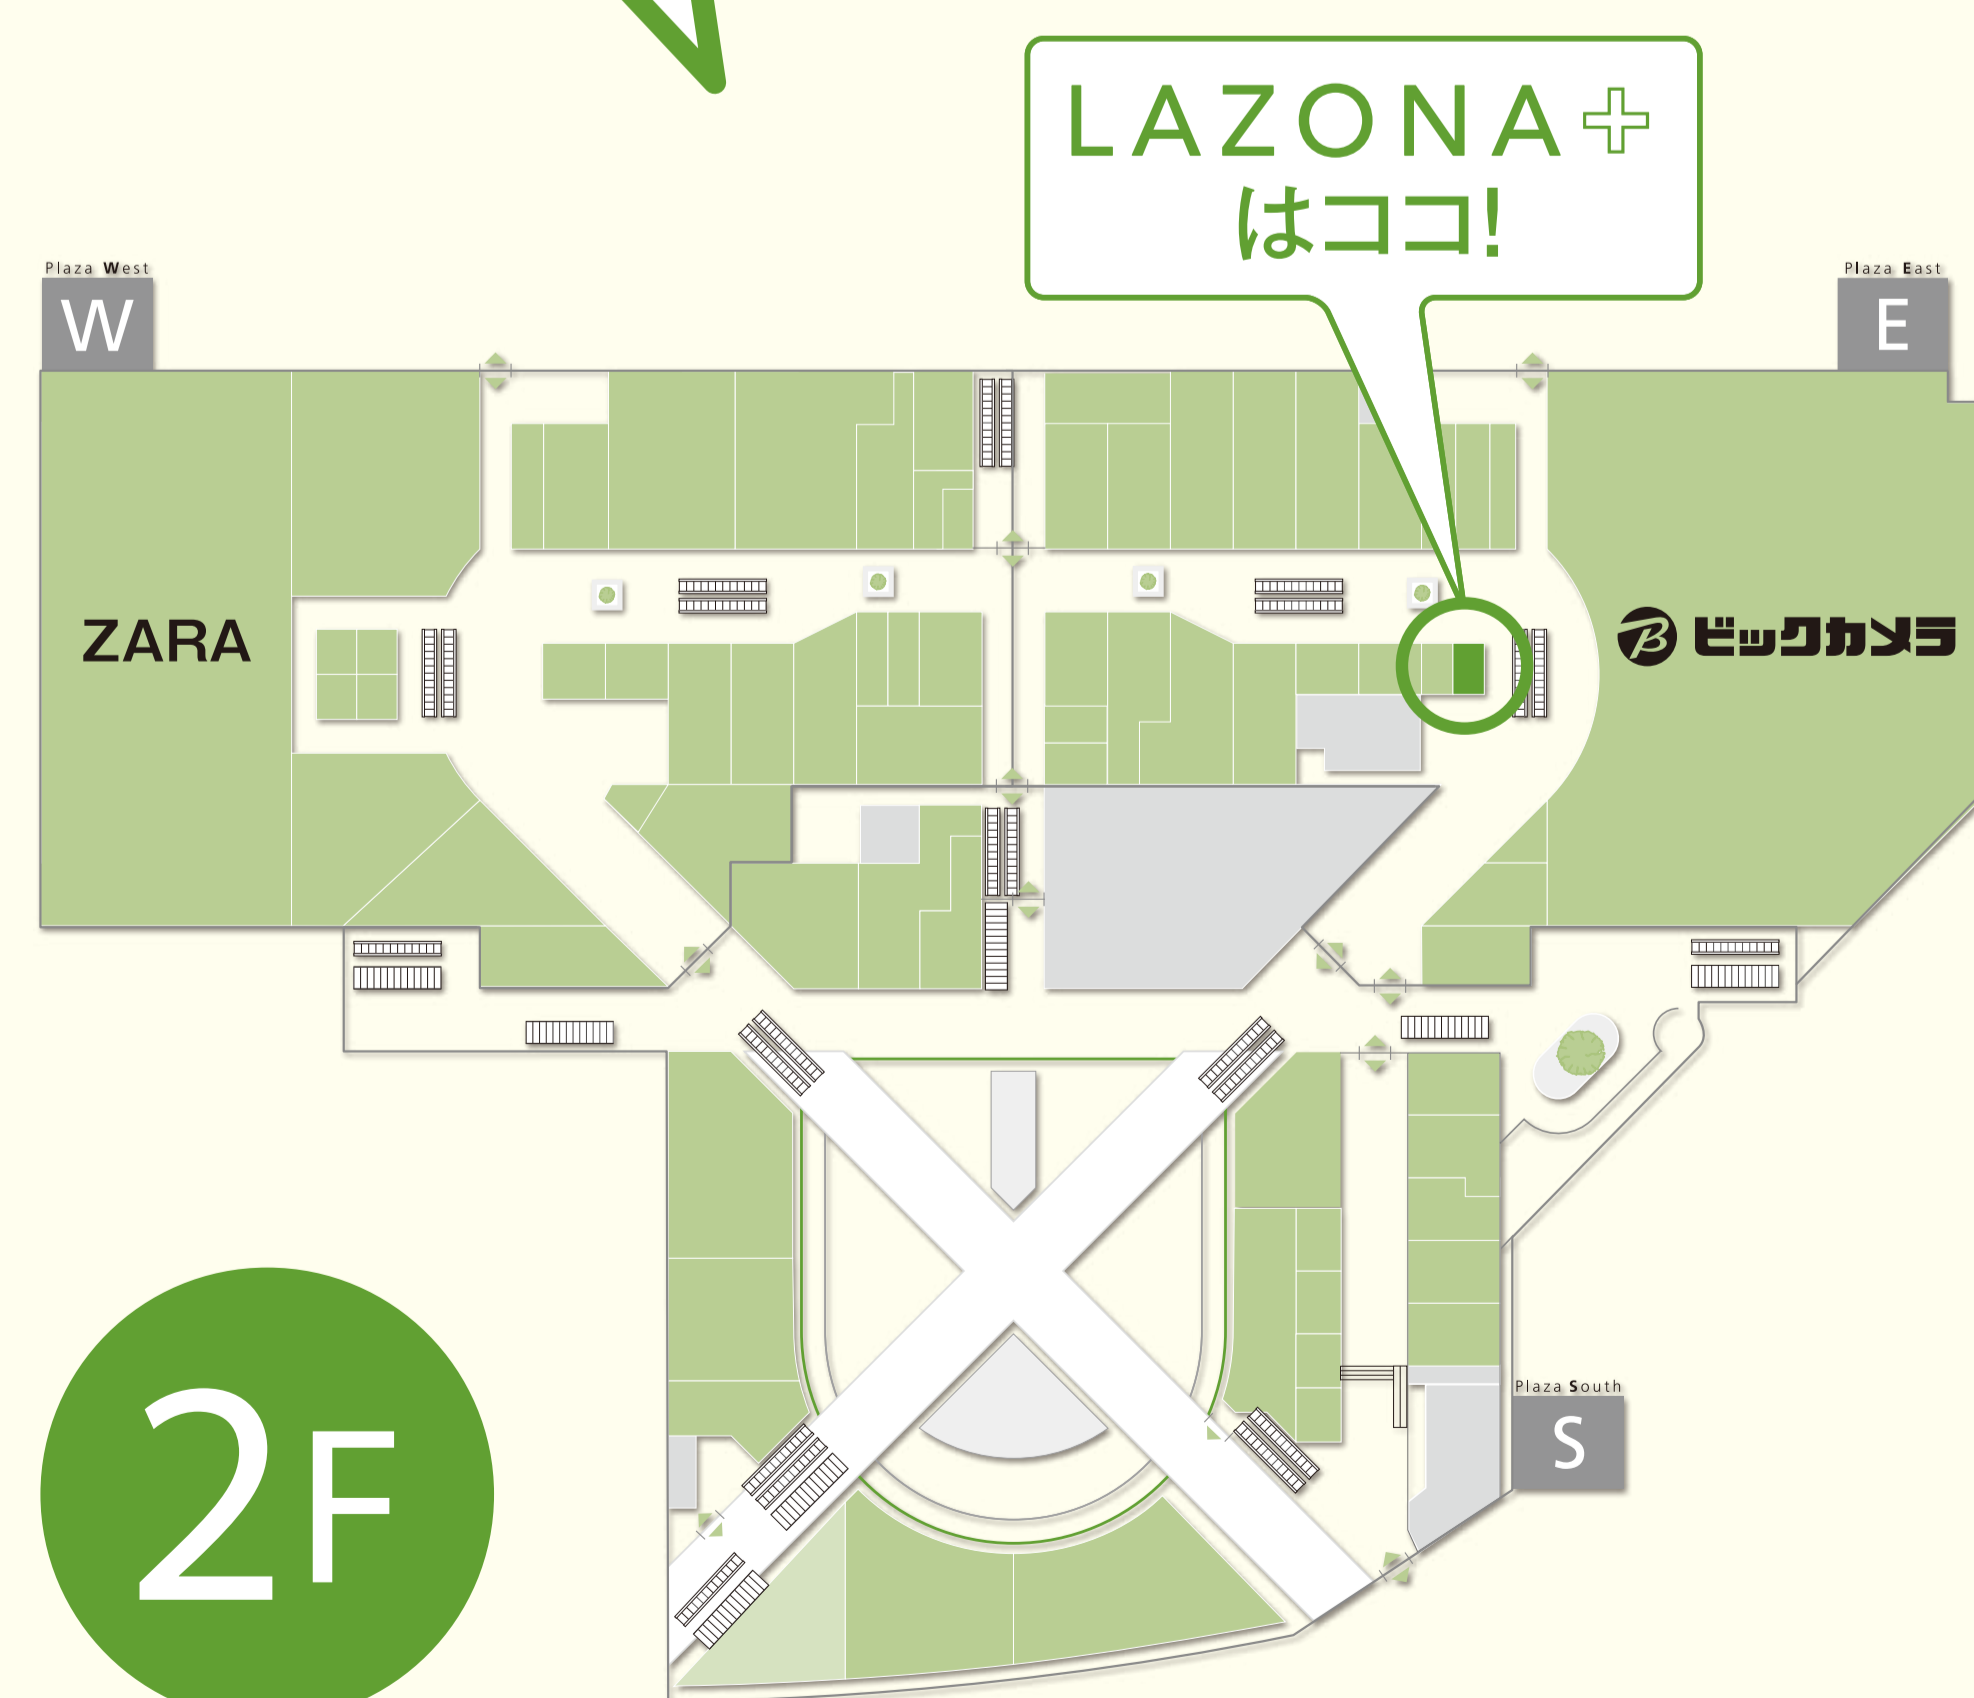 LAZONA+
はココ!
Plaza West
W
Plaza East
E
ZARA
B ビックカメラ
2F
Plaza South
S